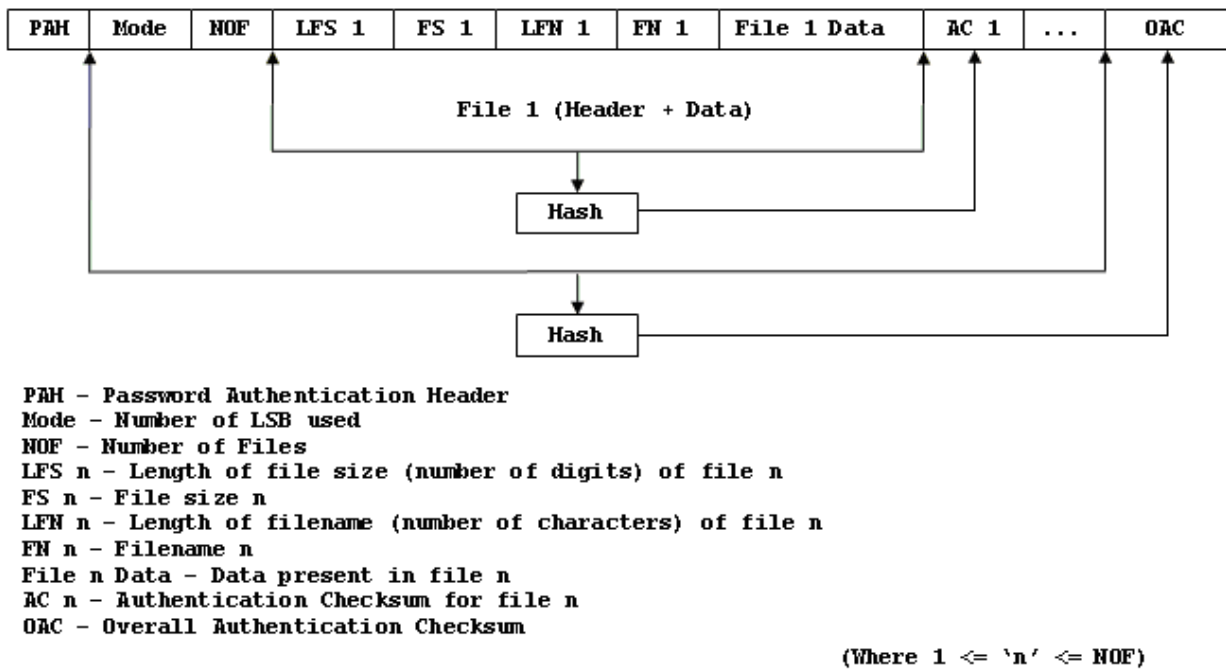 PAH Mode NOF LFS 1 FS 1 LFN 1 FN 1 File 1 Data AC 1 ... OAC
File 1 (Header + Data)
Hash
Hash
PAH – Password Authentication Header
Mode – Number of LSB used
NOF – Number of Files
LFS n – Length of file size (number of digits) of file n
FS n – File size n
LFN n – Length of filename (number of characters) of file n
FN n – Filename n
File n Data – Data present in file n
AC n – Authentication Checksum for file n
OAC – Overall Authentication Checksum
(Where 1 <= ‘n’ <= NOF)